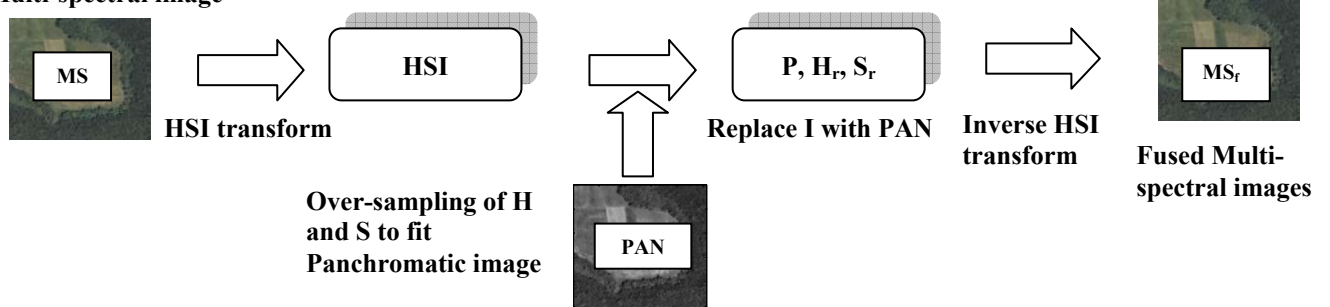 MS
HSI
P, Hr, Sr
MSf
HSI transform
Replace I with PAN
Inverse HSI
transform
Fused Multi-
spectral images
Over-sampling of H
and S to fit
Panchromatic image
PAN